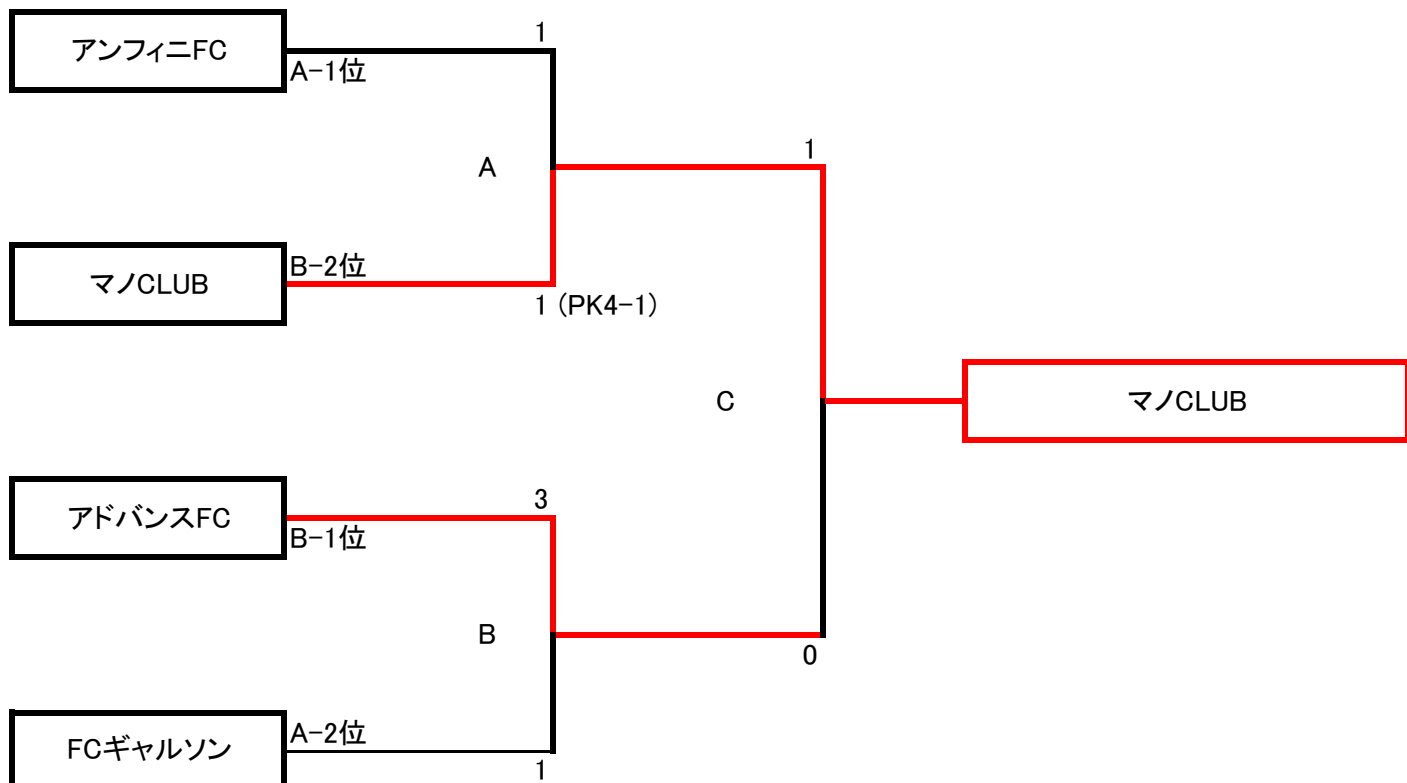 アンフィニFC
1
A-1位
A
1
マノCLUB
B-2位
1 (PK4-1)
C
マノCLUB
アドバンスFC
3
B-1位
B
0
FCギャルソン
A-2位
1